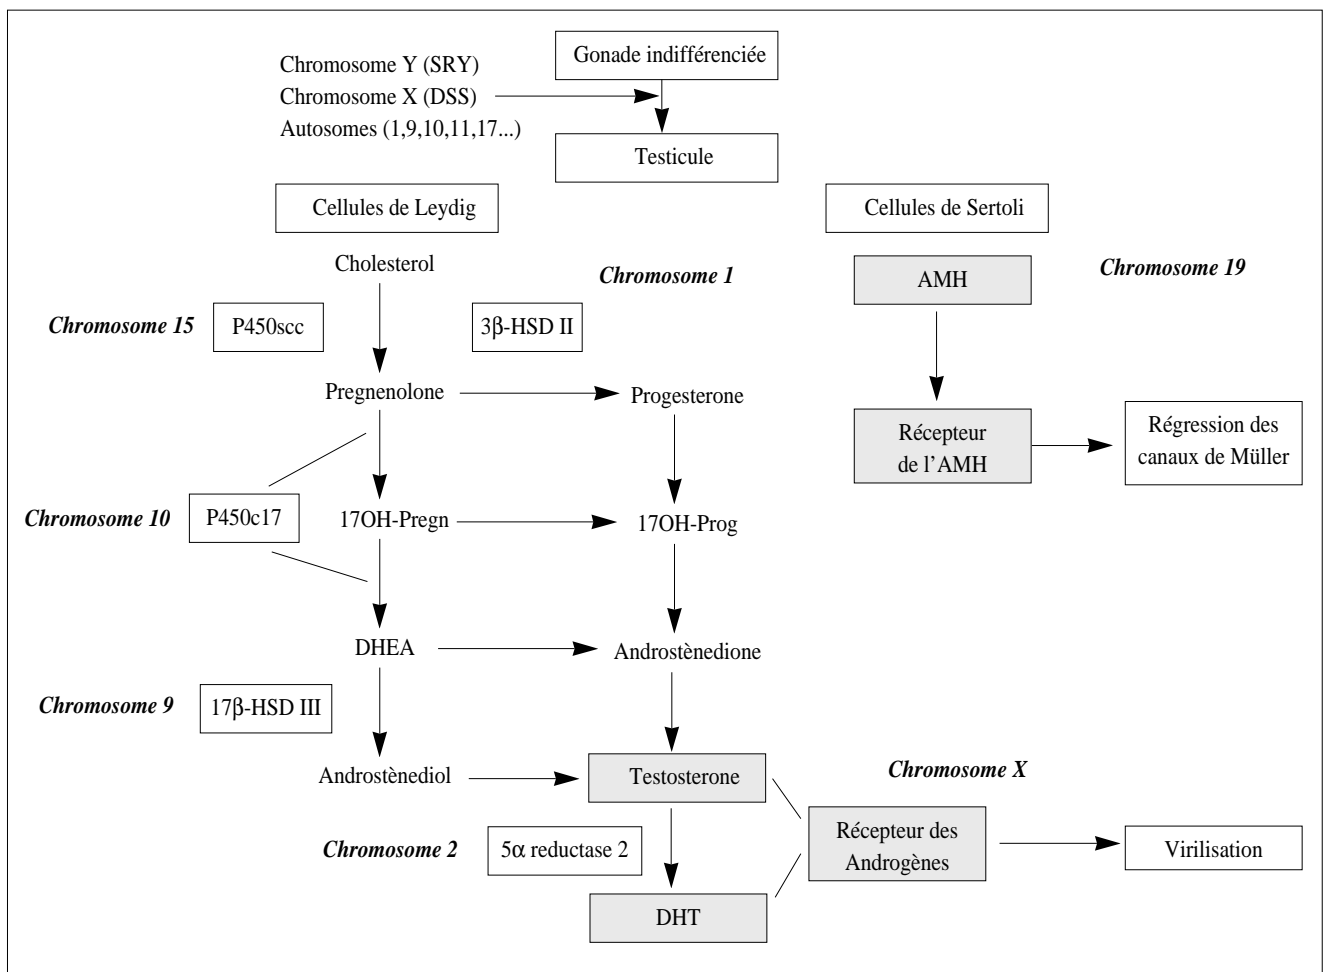 Gonade indifférenciée
Chromosome Y (SRY)
Chromosome X (DSS)
Autosomes (1,9,10,11,17...)
Testicule
Cellules de Leydig
Cellules de Sertoli
Cholesterol
Chromosome 1
AMH
Chromosome 19
Chromosome 15
P450scc
3β-HSD II
Pregnenolone
Progesterone
Récepteur
de l’AMH
Régression des
canaux de Müller
Chromosome 10
P450c17
17OH-Pregn
17OH-Prog
DHEA
Androstènedione
Chromosome 9
17β-HSD III
Androstènediol
Testosterone
Chromosome X
Chromosome 2
5α reductase 2
Récepteur des
Androgènes
Virilisation
DHT